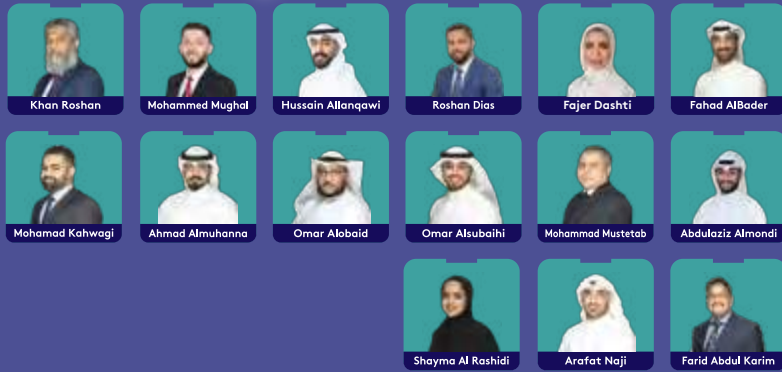 Khan Roshan
Mohammed Mughal
Hussain Allanqawi
Roshan Dias
Fajer Dashti
Fahad AlBader
Mohamad Kahwagi
Ahmad Almuhanna
Omar Alobaid
Omar Alsubaihi
Mohammad Mustetab
Abdulaziz Almondi
Shayma Al Rashidi
Arafat Naji
Farid Abdul Karim